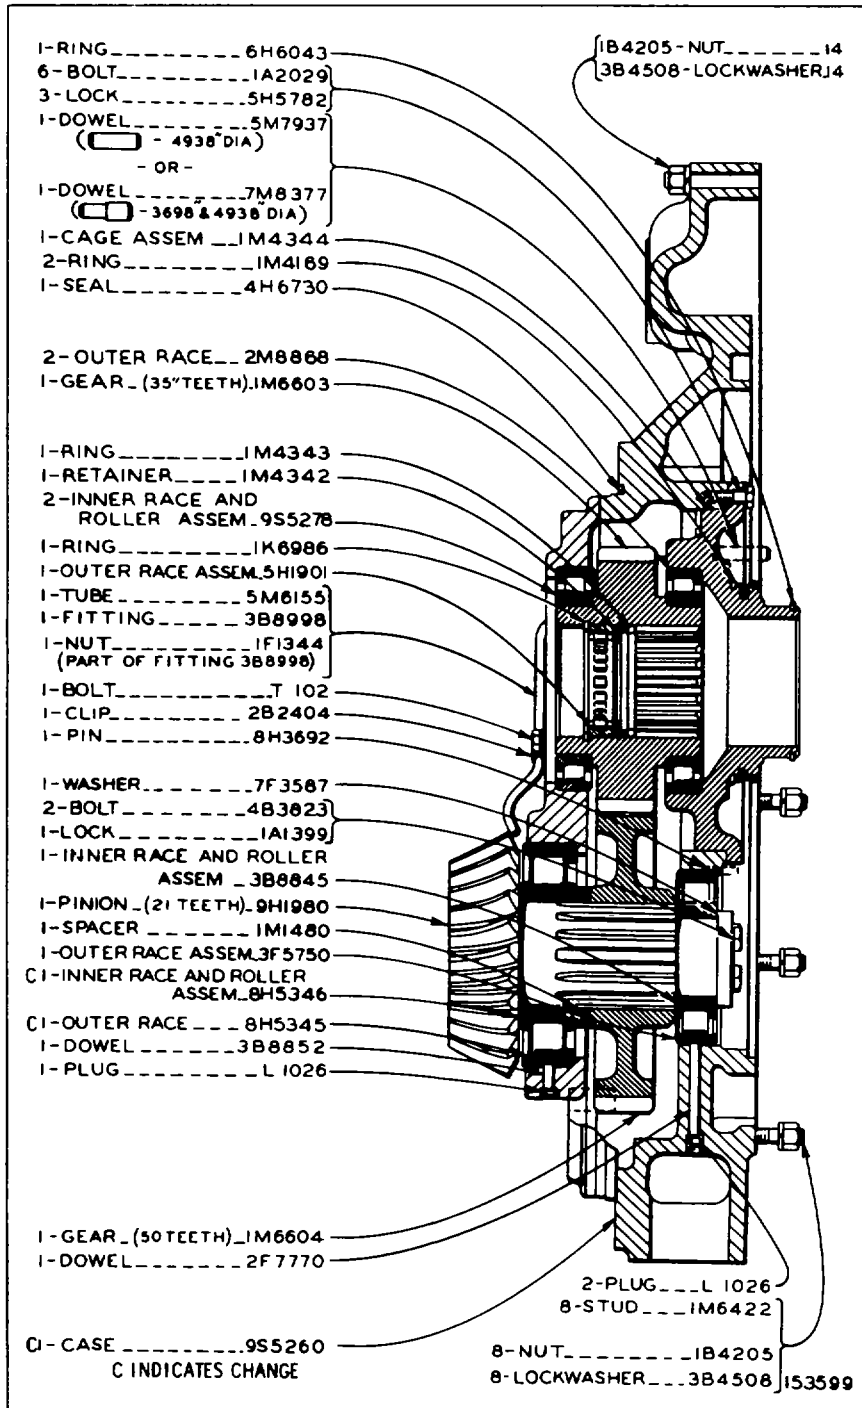 1-RING 6H6043
6-BOLT 1A2029
3-LOCK 5H5782
1-DOWEL 5M7937
( - 4938" DIA)
- OR -
1-DOWEL 7M8377
( - 3698" & 4938" DIA)
1-CAGE ASSEM 1M4344
2-RING 1M4169
1-SEAL 4H6730
2-OUTER RACE 2M8868
1-GEAR (35"TEETH) 1M6603
1-RING 1M4343
1-RETAINER 1M4342
2-INNER RACE AND
ROLLER ASSEM 9S5278
1-RING 1K6986
1-OUTER RACE ASSEM 5H1901
1-TUBE 5M6155
1-FITTING 3B8998
1-NUT 1F1344
(PART OF FITTING 3B8998)
1-BOLT T 102
1-CLIP 2B2404
1-PIN 8H3692
1-WASHER 7F3587
2-BOLT 4B3823
1-LOCK 1A1399
1-INNER RACE AND ROLLER
ASSEM 3B8845
1-PINION (21 TEETH) 9H1980
1-SPACER 1M1480
1-OUTER RACE ASSEM 3F5750
C1-INNER RACE AND ROLLER
ASSEM 8H5346
C1-OUTER RACE 8H5345
1-DOWEL 3B8852
1-PLUG L 1026
1-GEAR (50 TEETH) 1M6604
1-DOWEL 2F7770
C1-CASE 9S5260
C INDICATES CHANGE
1B4205-NUT 14
3B4508-LOCKWASHER 14
2-PLUG L 1026
8-STUD 1M6422
8-NUT 1B4205
8-LOCKWASHER 3B4508 153599